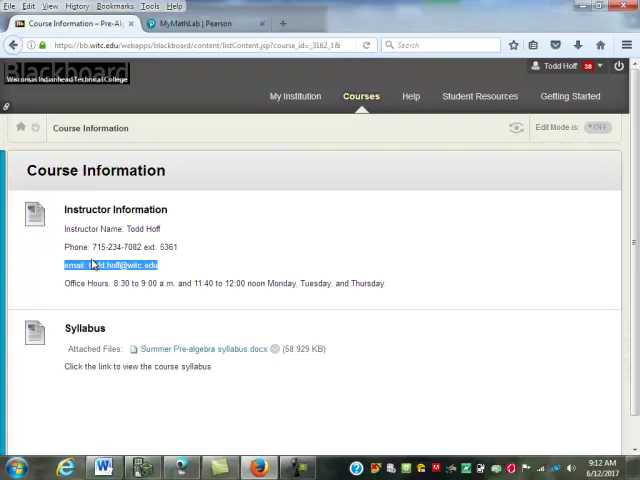 File Edit View History Bookmarks Tools Help
Bb Course Information – Pre-Alg × MyMathLab | Pearson × +
https://bb.witc.edu/webapps/blackboard/content/listContent.jsp?course_id=_3162_1& Search
Blackboard
Wisconsin Indianhead Technical College
Todd Hoff 38
My Institution Courses Help Student Resources Getting Started
Course Information Edit Mode is: OFF
Course Information
Instructor Information
Instructor Name: Todd Hoff
Phone: 715-234-7082 ext. 5361
email: todd.hoff@witc.edu
Office Hours: 8:30 to 9:00 a.m. and 11:40 to 12:00 noon Monday, Tuesday, and Thursday.
Syllabus
Attached Files: Summer Pre-algebra syllabus.docx (58.929 KB)
Click the link to view the course syllabus
9:12 AM
6/12/2017